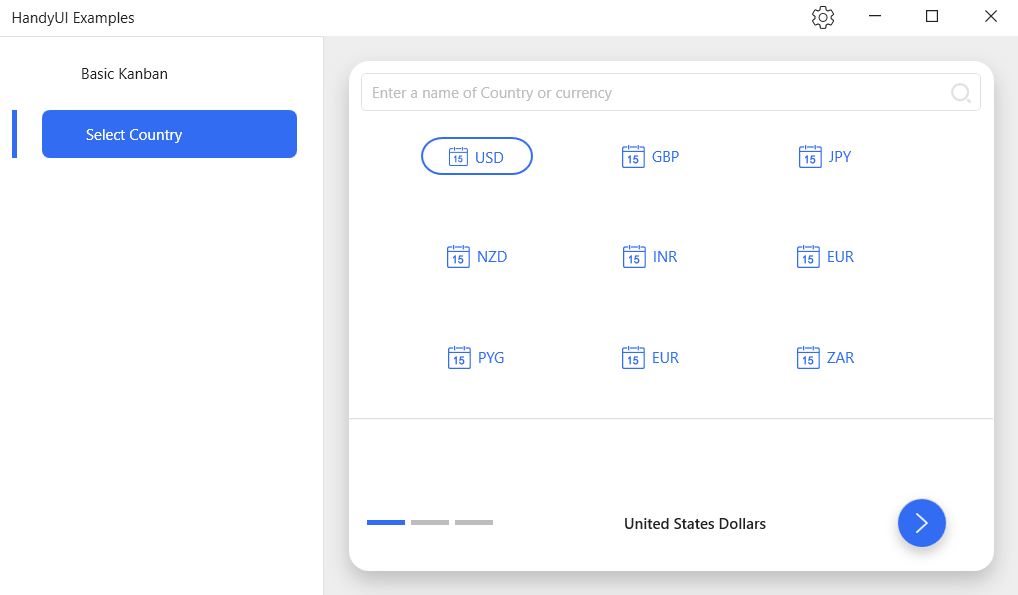 HandyUI Examples
Basic Kanban
Select Country
Enter a name of Country or currency
15 USD
15 GBP
15 JPY
15 NZD
15 INR
15 EUR
15 PYG
15 EUR
15 ZAR
United States Dollars